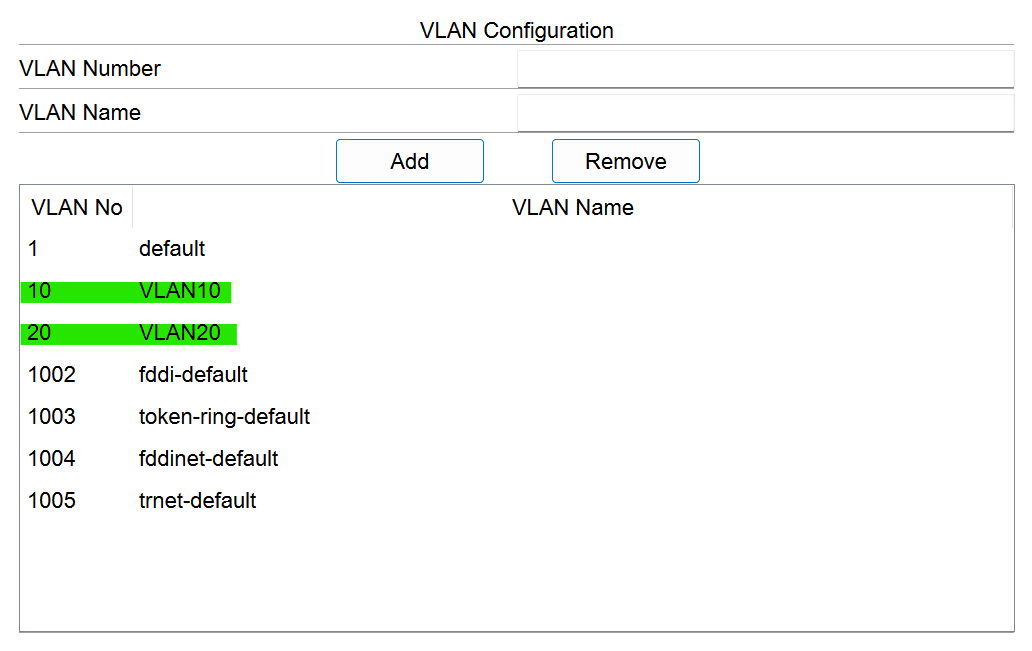 VLAN Configuration
VLAN Number
VLAN Name
Add Remove
VLAN No VLAN Name
1 default
10 VLAN10
20 VLAN20
1002 fddi-default
1003 token-ring-default
1004 fddinet-default
1005 trnet-default